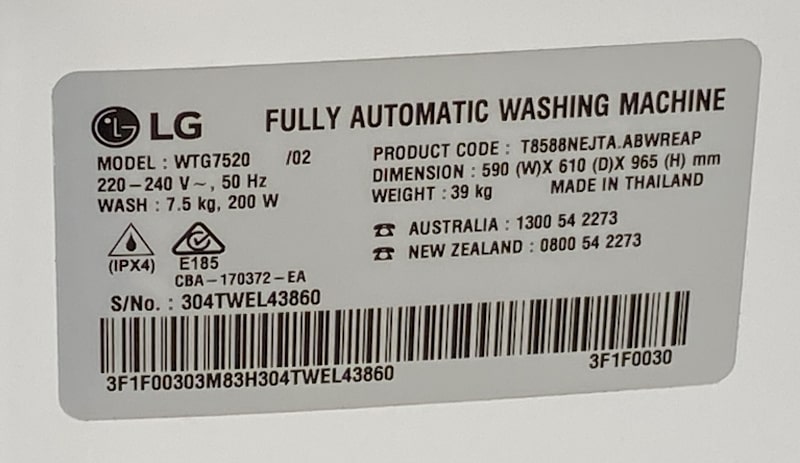 LG FULLY AUTOMATIC WASHING MACHINE
MODEL : WTG7520 /02
220–240 V~, 50 Hz
WASH : 7.5 kg, 200 W
PRODUCT CODE : T8588NEJTA.ABWREAP
DIMENSION : 590 (W)X 610 (D)X 965 (H) mm
WEIGHT : 39 kg MADE IN THAILAND
☎ AUSTRALIA : 1300 54 2273
☎ NEW ZEALAND : 0800 54 2273
(IPX4) E185
CBA–170372–EA
S/No. : 304TWEL43860
3F1F00303M83H304TWEL43860
3F1F0030